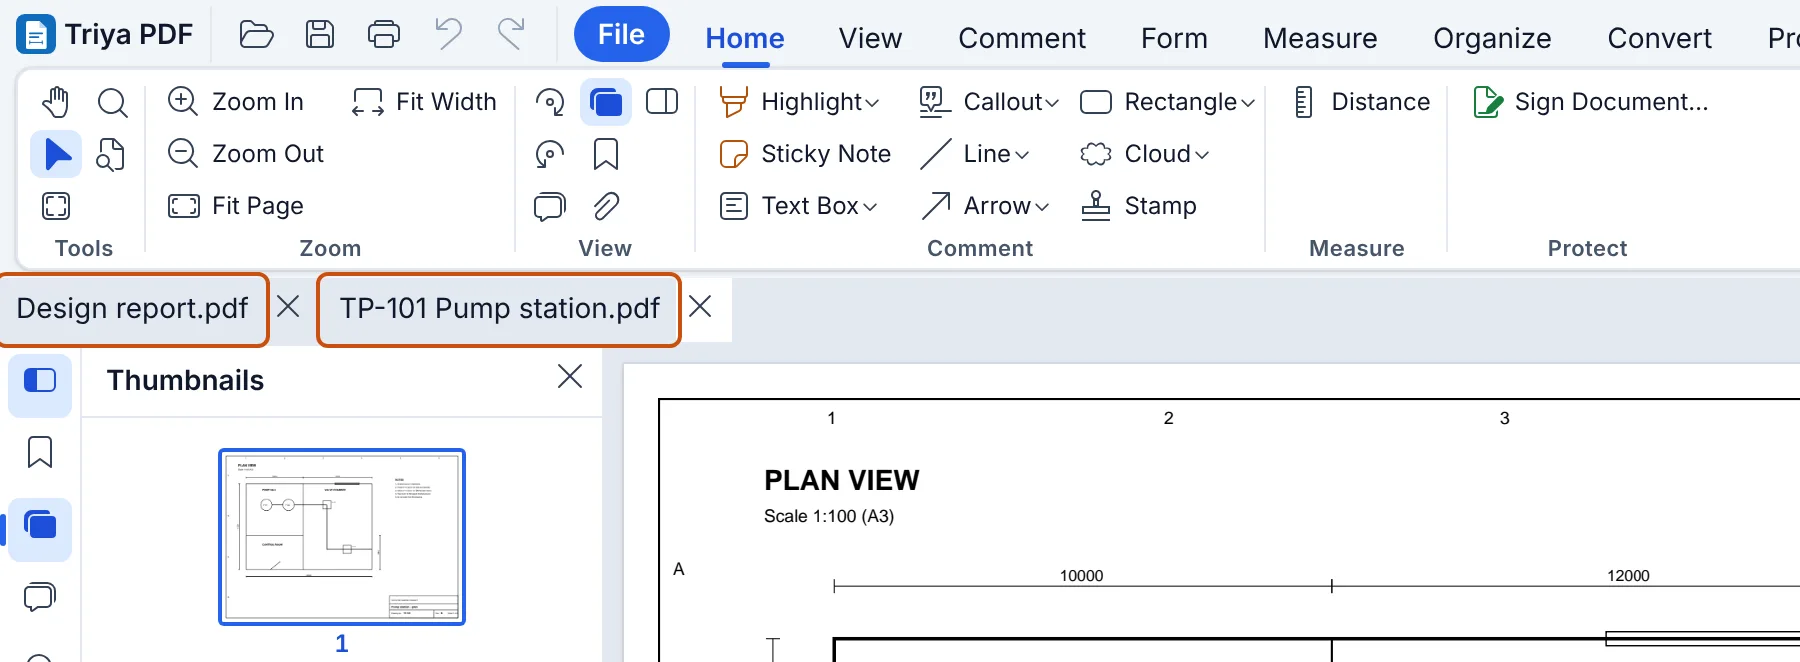 Triya PDF
File Home View Comment Form Measure Organize Convert
Zoom In Fit Width Highlight Callout Rectangle Distance Sign Document...
Zoom Out Sticky Note Line Cloud
Fit Page Text Box Arrow Stamp
Tools Zoom View Comment Measure Protect
Design report.pdf TP-101 Pump station.pdf
Thumbnails
1 2 3
PLAN VIEW
Scale 1:100 (A3)
A
10000 12000
PLAN VIEW
1